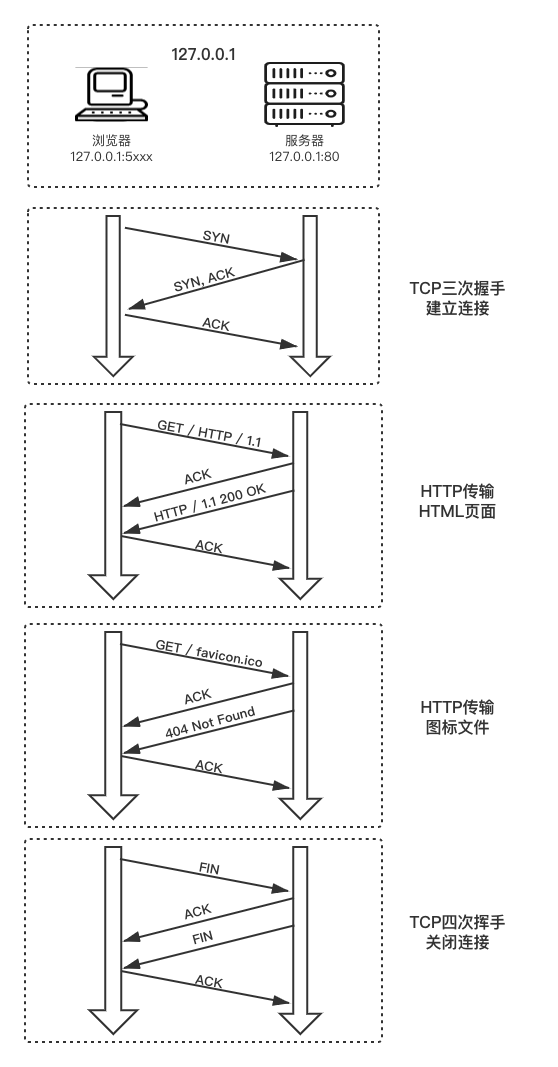 127.0.0.1
浏览器
127.0.0.1:5xxx
服务器
127.0.0.1:80
SYN
SYN, ACK
ACK
TCP三次握手
建立连接
GET / HTTP / 1.1
ACK
HTTP / 1.1 200 OK
ACK
HTTP传输
HTML页面
GET / favicon.ico
ACK
404 Not Found
ACK
HTTP传输
图标文件
FIN
ACK
FIN
ACK
TCP四次挥手
关闭连接